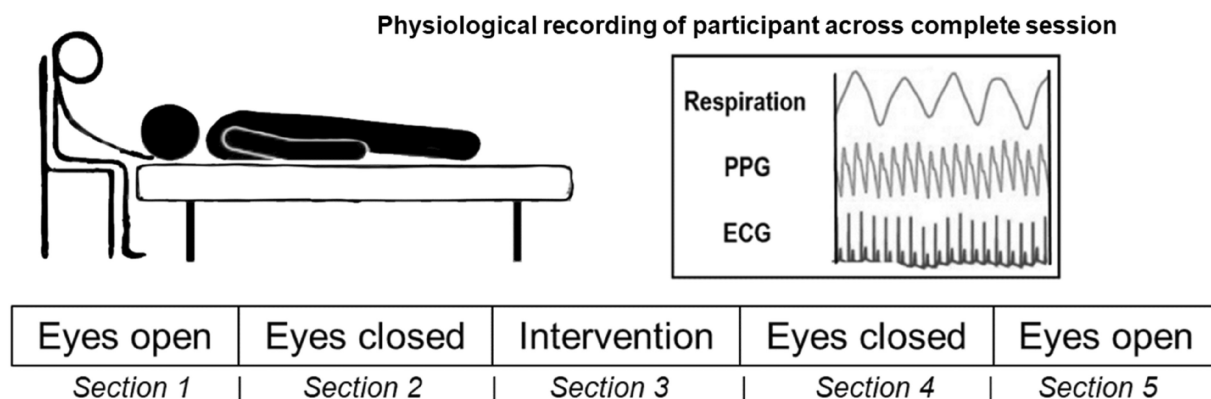 Physiological recording of participant across complete session
Respiration
PPG
ECG
Eyes open Eyes closed Intervention Eyes closed Eyes open
Section 1 | Section 2 | Section 3 | Section 4 | Section 5